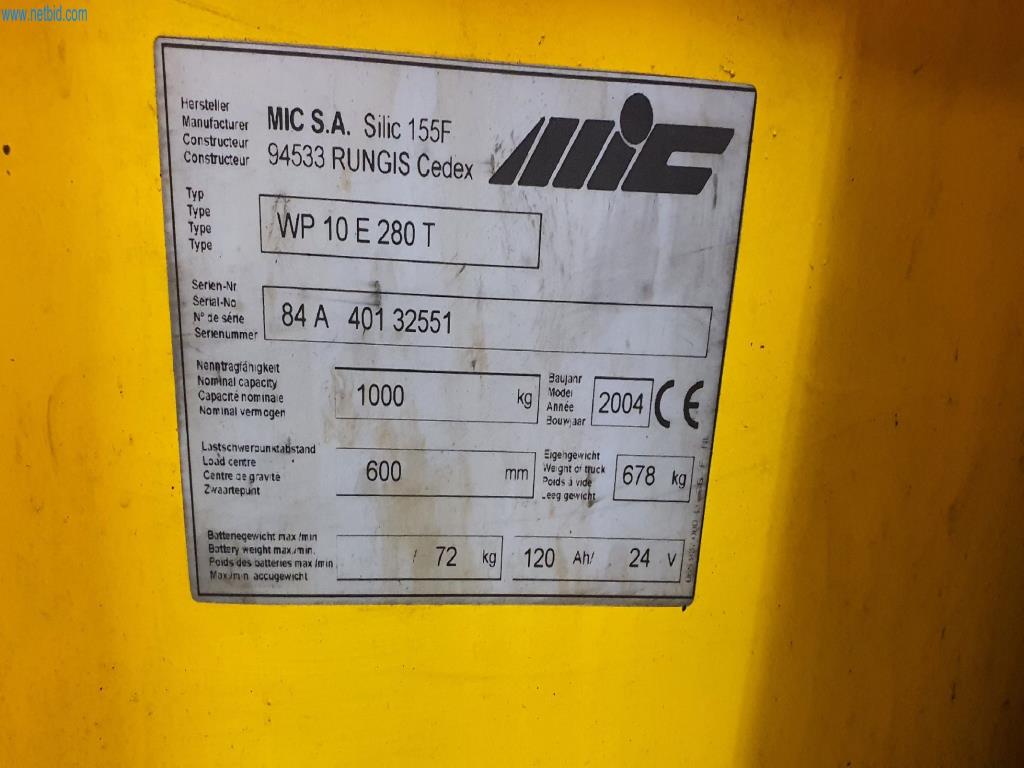 www.netbid.com
Hersteller
Manufacturer
Constructeur
Constructeur
MIC S.A. Silic 155F
94533 RUNGIS Cedex
MIC
Typ
Type
Type
Type
WP 10 E 280 T
Serien-Nr
Serial-No
N° de série
Serienummer
84 A 401 32551
Nenntragfähigkeit
Nominal capacity
Capacité nominale
Nominal vermogen
1000 kg
Baujahr
Model
Année
Bouwjaar
2004 CE
Lastschwerpunktabstand
Load centre
Centre de gravite
Zwaartepunt
600 mm
Eigengewicht
Weight of truck
Poids à vide
Leeg gewicht
678 kg
Batteriegewicht max/min
Battery weight max./min.
Poids des batteries max/min
Max/min accugewicht
/ 72 kg
120 Ah/ 24 V